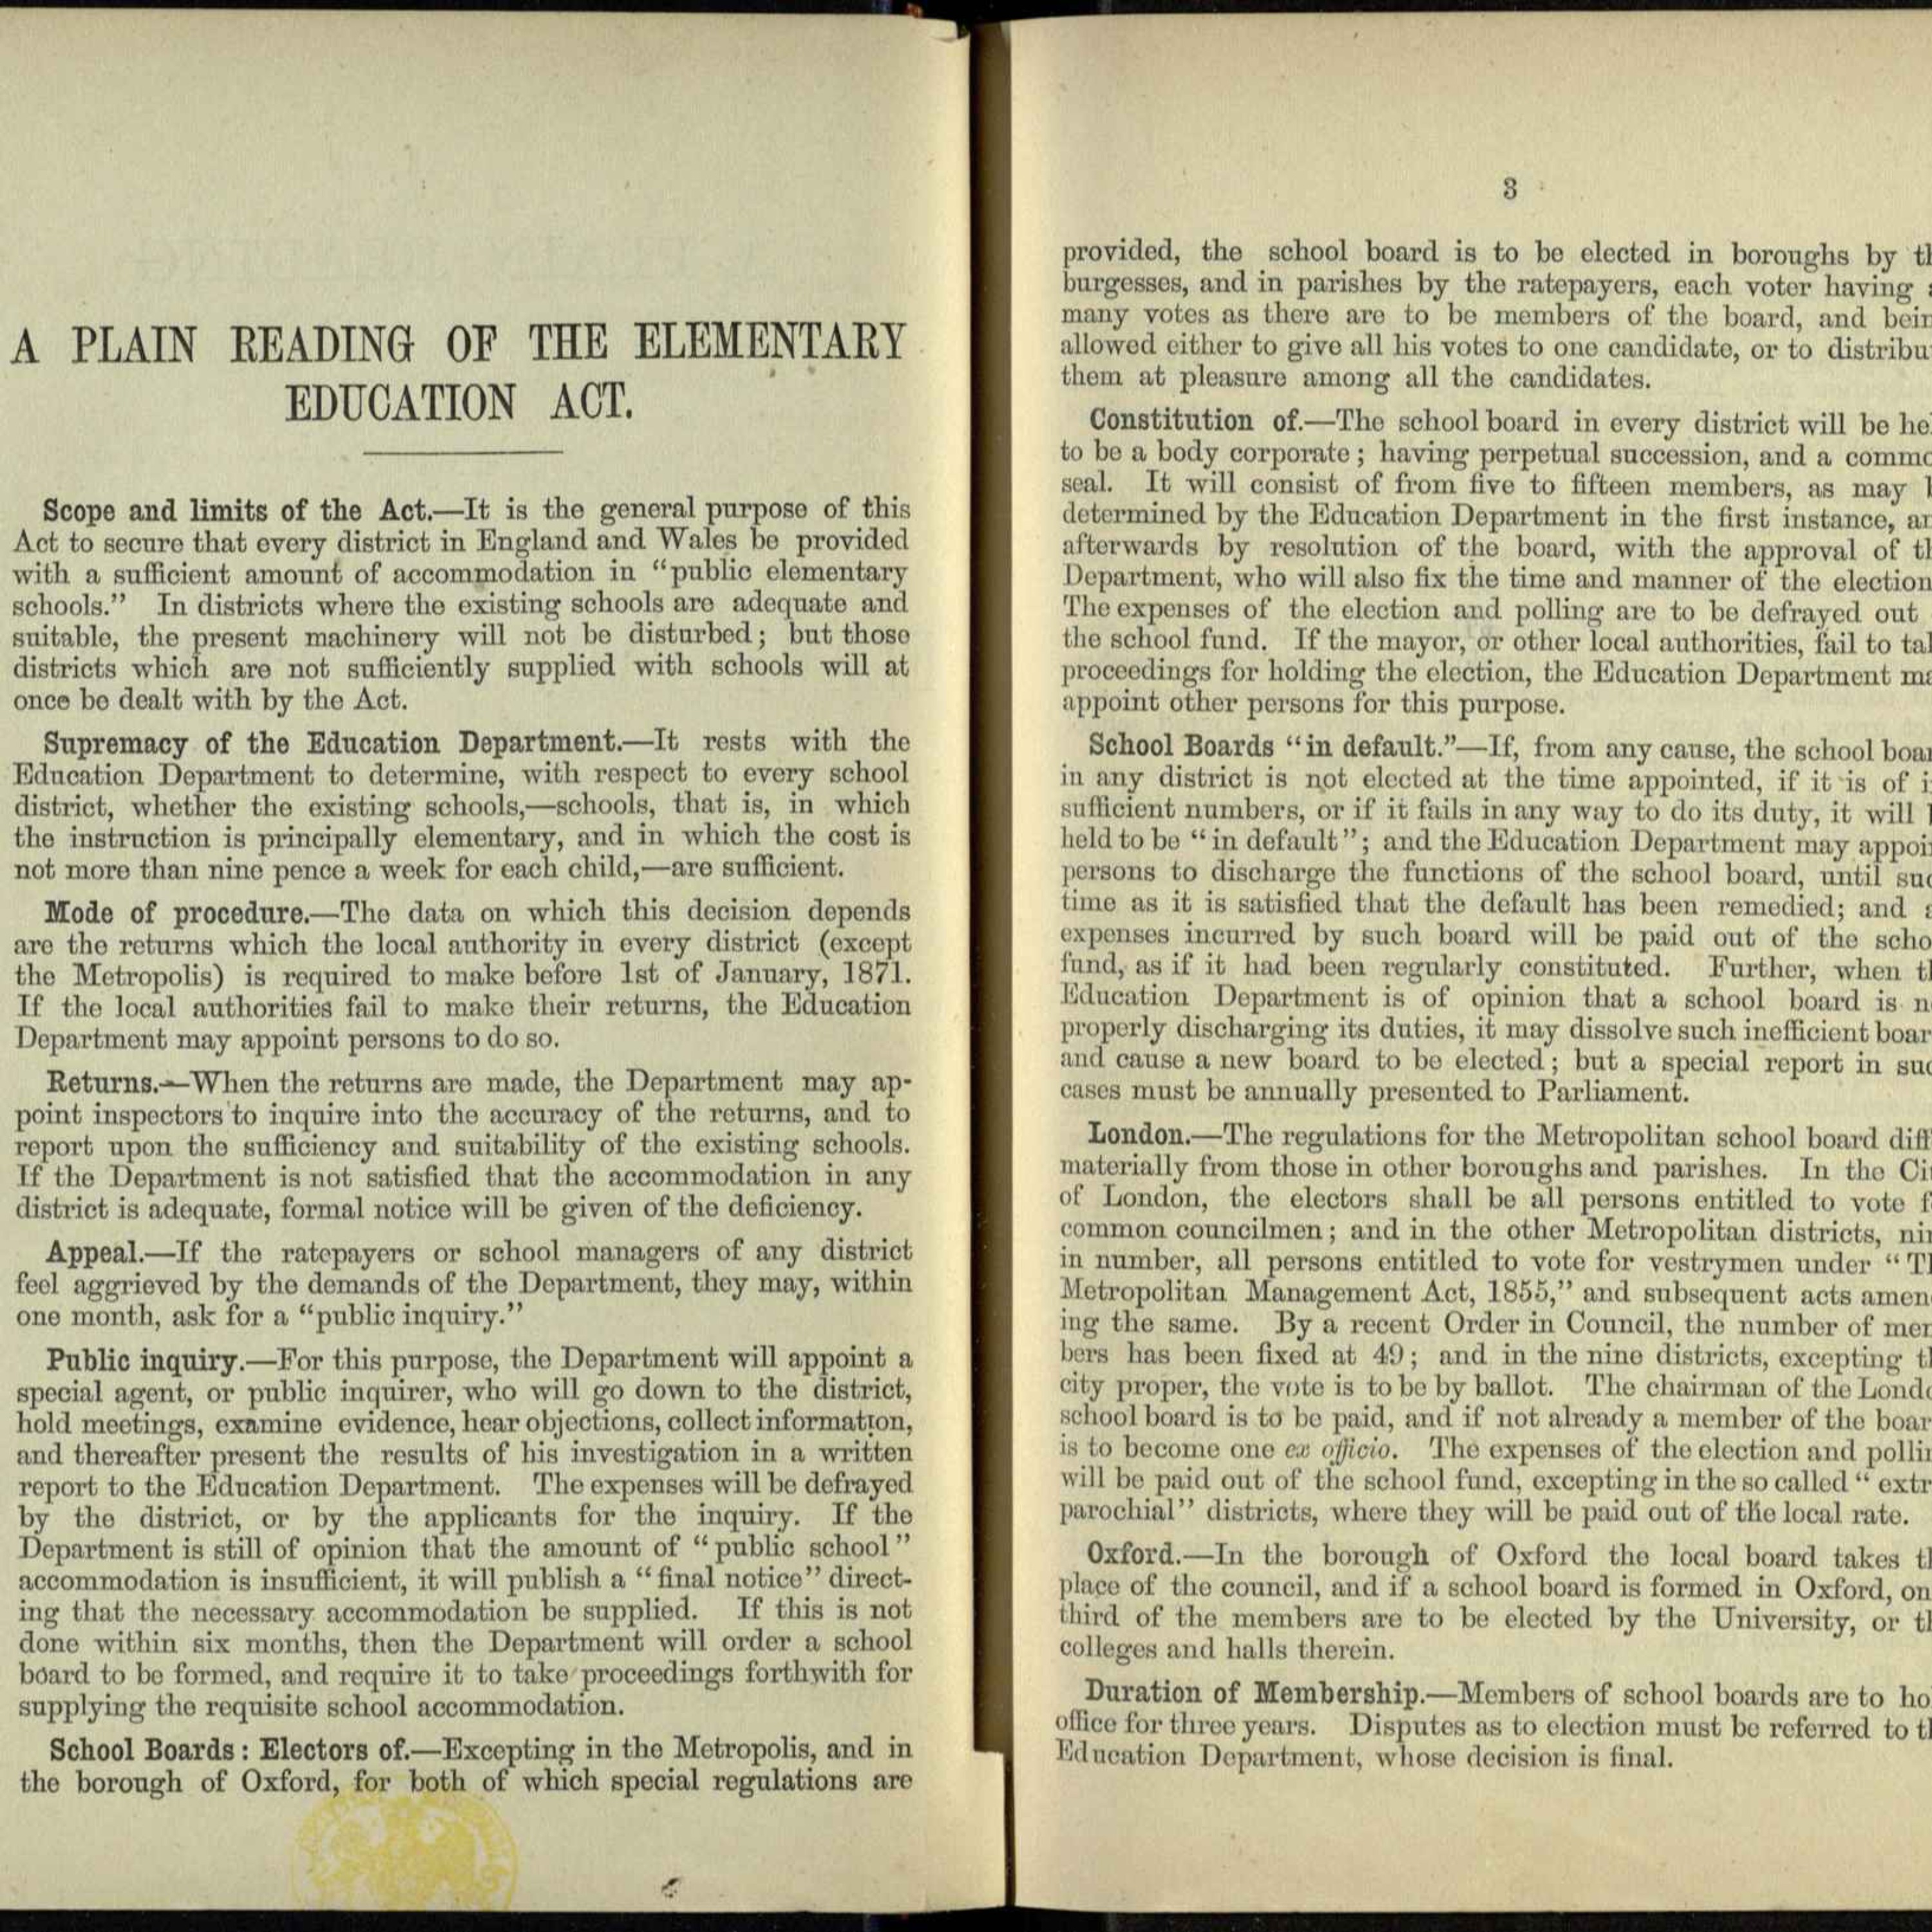 A PLAIN READING OF THE ELEMENTARY
EDUCATION ACT.
Scope and limits of the Act.—It is the general purpose of this
Act to secure that every district in England and Wales be provided
with a sufficient amount of accommodation in “public elementary
schools.” In districts where the existing schools are adequate and
suitable, the present machinery will not be disturbed; but those
districts which are not sufficiently supplied with schools will at
once be dealt with by the Act.
Supremacy of the Education Department.—It rests with the
Education Department to determine, with respect to every school
district, whether the existing schools,—schools, that is, in which
the instruction is principally elementary, and in which the cost is
not more than nine pence a week for each child,—are sufficient.
Mode of procedure.—The data on which this decision depends
are the returns which the local authority in every district (except
the Metropolis) is required to make before 1st of January, 1871.
If the local authorities fail to make their returns, the Education
Department may appoint persons to do so.
Returns.—When the returns are made, the Department may ap-
point inspectors to inquire into the accuracy of the returns, and to
report upon the sufficiency and suitability of the existing schools.
If the Department is not satisfied that the accommodation in any
district is adequate, formal notice will be given of the deficiency.
Appeal.—If the ratepayers or school managers of any district
feel aggrieved by the demands of the Department, they may, within
one month, ask for a “public inquiry.”
Public inquiry.—For this purpose, the Department will appoint a
special agent, or public inquirer, who will go down to the district,
hold meetings, examine evidence, hear objections, collect information,
and thereafter present the results of his investigation in a written
report to the Education Department. The expenses will be defrayed
by the district, or by the applicants for the inquiry. If the
Department is still of opinion that the amount of “public school”
accommodation is insufficient, it will publish a “final notice” direct-
ing that the necessary accommodation be supplied. If this is not
done within six months, then the Department will order a school
board to be formed, and require it to take proceedings forthwith for
supplying the requisite school accommodation.
School Boards: Electors of.—Excepting in the Metropolis, and in
the borough of Oxford, for both of which special regulations are
3
provided, the school board is to be elected in boroughs by
burgesses, and in parishes by the ratepayers, each voter having
many votes as there are to be members of the board, and
allowed either to give all his votes to one candidate, or to
them at pleasure among all the candidates.
Constitution of.—The school board in every district will be
to be a body corporate; having perpetual succession, and a
seal. It will consist of from five to fifteen members, as may
determined by the Education Department in the first instance,
afterwards by resolution of the board, with the approval of
Department, who will also fix the time and manner of the election
The expenses of the election and polling are to be defrayed out
the school fund. If the mayor, or other local authorities, fail to
proceedings for holding the election, the Education Department
appoint other persons for this purpose.
School Boards “in default.”—If, from any cause, the school
in any district is not elected at the time appointed, if it is of
sufficient numbers, or if it fails in any way to do its duty, it will
held to be “in default”; and the Education Department may
persons to discharge the functions of the school board, until
time as it is satisfied that the default has been remedied; and
expenses incurred by such board will be paid out of the
fund, as if it had been regularly constituted. Further, when
Education Department is of opinion that a school board is
properly discharging its duties, it may dissolve such inefficient
and cause a new board to be elected; but a special report in
cases must be annually presented to Parliament.
London.—The regulations for the Metropolitan school board
materially from those in other boroughs and parishes. In the
of London, the electors shall be all persons entitled to vote
common councilmen; and in the other Metropolitan districts,
in number, all persons entitled to vote for vestrymen under “
Metropolitan Management Act, 1855,” and subsequent acts
ing the same. By a recent Order in Council, the number of
bers has been fixed at 49; and in the nine districts, excepting
city proper, the vote is to be by ballot. The chairman of the
school board is to be paid, and if not already a member of the
is to become one ex officio. The expenses of the election and
will be paid out of the school fund, excepting in the so called “
parochial” districts, where they will be paid out of the local rate.
Oxford.—In the borough of Oxford the local board takes
place of the council, and if a school board is formed in Oxford,
third of the members are to be elected by the University, or
colleges and halls therein.
Duration of Membership.—Members of school boards are to
office for three years. Disputes as to election must be referred to
Education Department, whose decision is final.